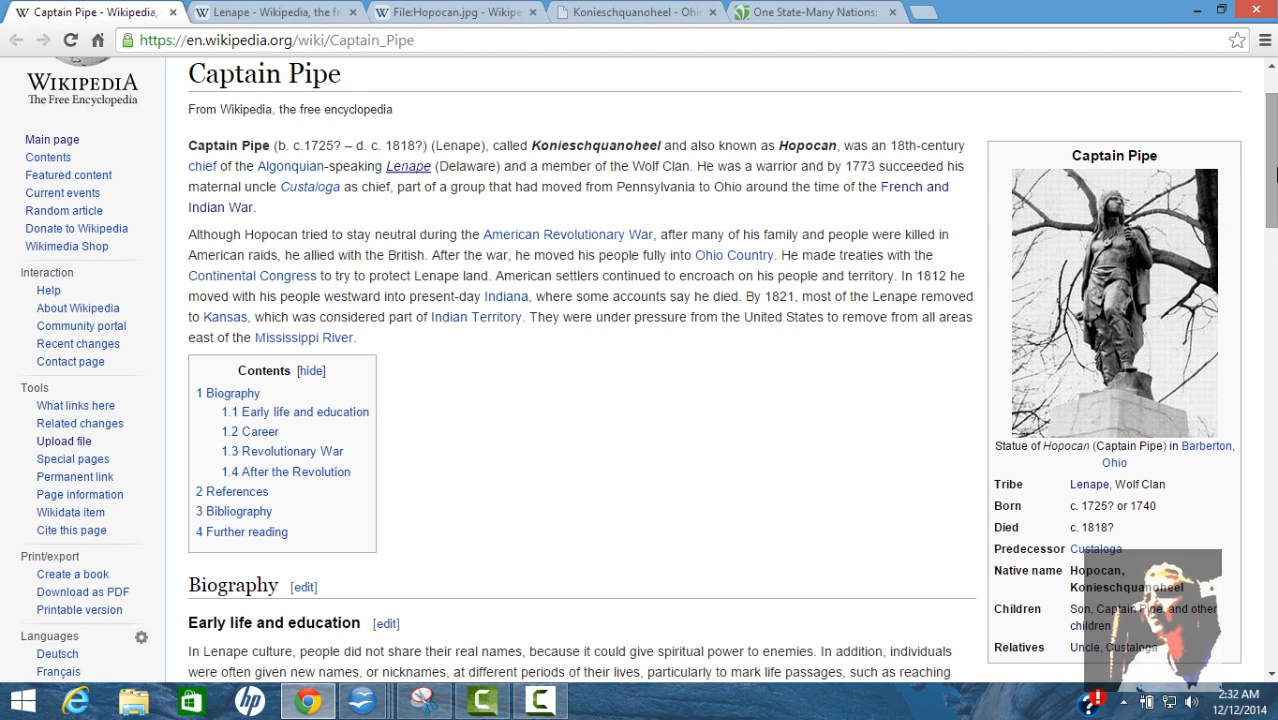 Captain Pipe - Wikipedia,
Lenape - Wikipedia, the fr
File:Hopocan.jpg - Wikipe
Konieschquanoheel - Ohi
One State-Many Nations:
https://en.wikipedia.org/wiki/Captain_Pipe
WIKIPEDIA
The Free Encyclopedia
Main page
Contents
Featured content
Current events
Random article
Donate to Wikipedia
Wikimedia Shop
Interaction
Help
About Wikipedia
Community portal
Recent changes
Contact page
Tools
What links here
Related changes
Upload file
Special pages
Permanent link
Page information
Wikidata item
Cite this page
Print/export
Create a book
Download as PDF
Printable version
Languages
Deutsch
Français
Captain Pipe
From Wikipedia, the free encyclopedia
Captain Pipe (b. c.1725? – d. c. 1818?) (Lenape), called Konieschquanoheel and also known as Hopocan, was an 18th-century
chief of the Algonquian-speaking Lenape (Delaware) and a member of the Wolf Clan. He was a warrior and by 1773 succeeded his
maternal uncle Custaloga as chief, part of a group that had moved from Pennsylvania to Ohio around the time of the French and
Indian War.
Although Hopocan tried to stay neutral during the American Revolutionary War, after many of his family and people were killed in
American raids, he allied with the British. After the war, he moved his people fully into Ohio Country. He made treaties with the
Continental Congress to try to protect Lenape land. American settlers continued to encroach on his people and territory. In 1812 he
moved with his people westward into present-day Indiana, where some accounts say he died. By 1821, most of the Lenape removed
to Kansas, which was considered part of Indian Territory. They were under pressure from the United States to remove from all areas
east of the Mississippi River.
Contents [hide]
1 Biography
1.1 Early life and education
1.2 Career
1.3 Revolutionary War
1.4 After the Revolution
2 References
3 Bibliography
4 Further reading
Biography [edit]
Early life and education [edit]
In Lenape culture, people did not share their real names, because it could give spiritual power to enemies. In addition, individuals
were often given new names, or nicknames, at different periods of their lives, particularly to mark life passages, such as reaching
Captain Pipe
Statue of Hopocan (Captain Pipe) in Barberton,
Ohio
Tribe Lenape, Wolf Clan
Born c. 1725? or 1740
Died c. 1818?
Predecessor Custaloga
Native name Hopocan,
Konieschquanoheel
Children Son, Captain Pipe, and other
children
Relatives Uncle, Custaloga
2:32 AM
12/12/2014